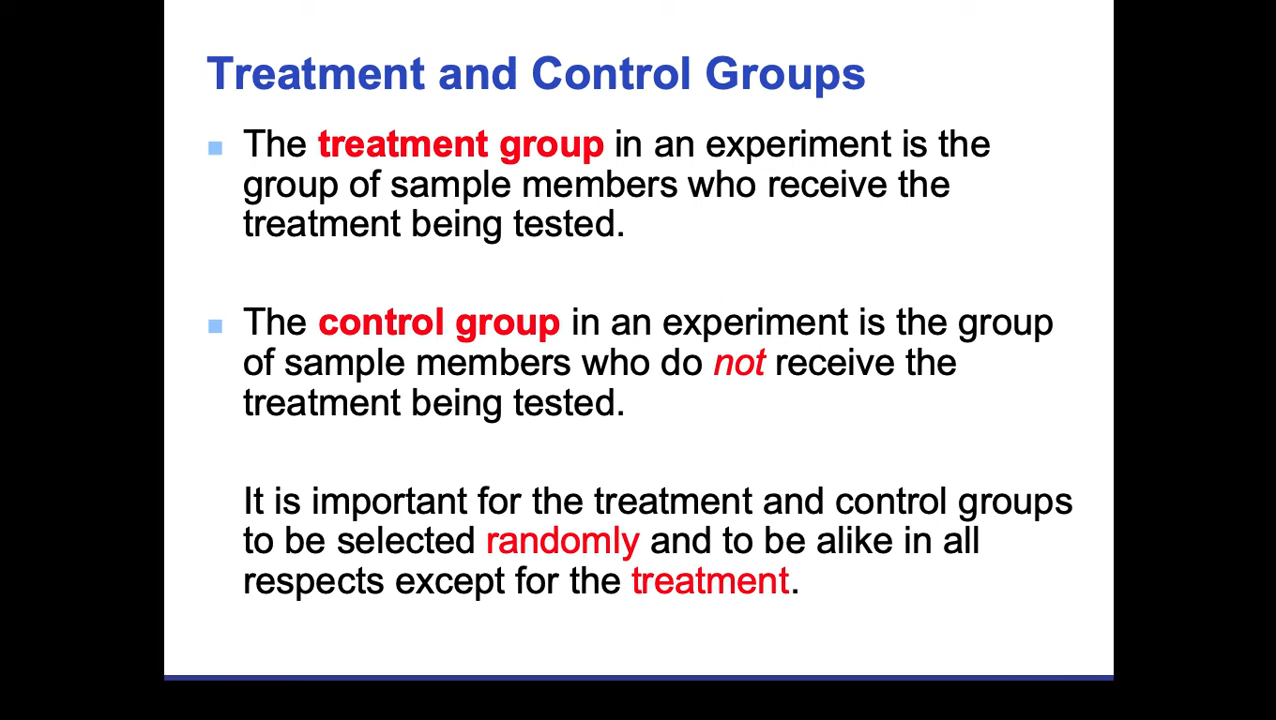 Treatment and Control Groups
The treatment group in an experiment is the
group of sample members who receive the
treatment being tested.
The control group in an experiment is the group
of sample members who do not receive the
treatment being tested.
It is important for the treatment and control groups
to be selected randomly and to be alike in all
respects except for the treatment.